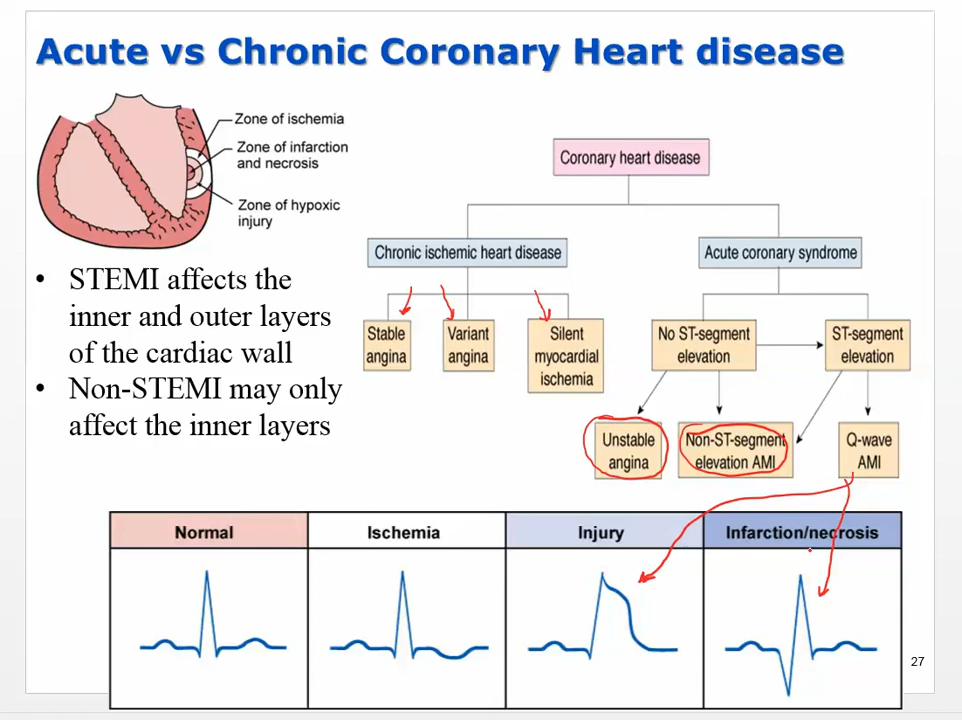 Acute vs Chronic Coronary Heart disease
Zone of ischemia
Zone of infarction
and necrosis
Zone of hypoxic
injury
• STEMI affects the
inner and outer layers
of the cardiac wall
• Non-STEMI may only
affect the inner layers
Coronary heart disease
Chronic ischemic heart disease
Acute coronary syndrome
Stable
angina
Variant
angina
Silent
myocardial
ischemia
No ST-segment
elevation
ST-segment
elevation
Unstable
angina
Non-ST-segment
elevation AMI
Q-wave
AMI
Normal
Ischemia
Injury
Infarction/necrosis
27